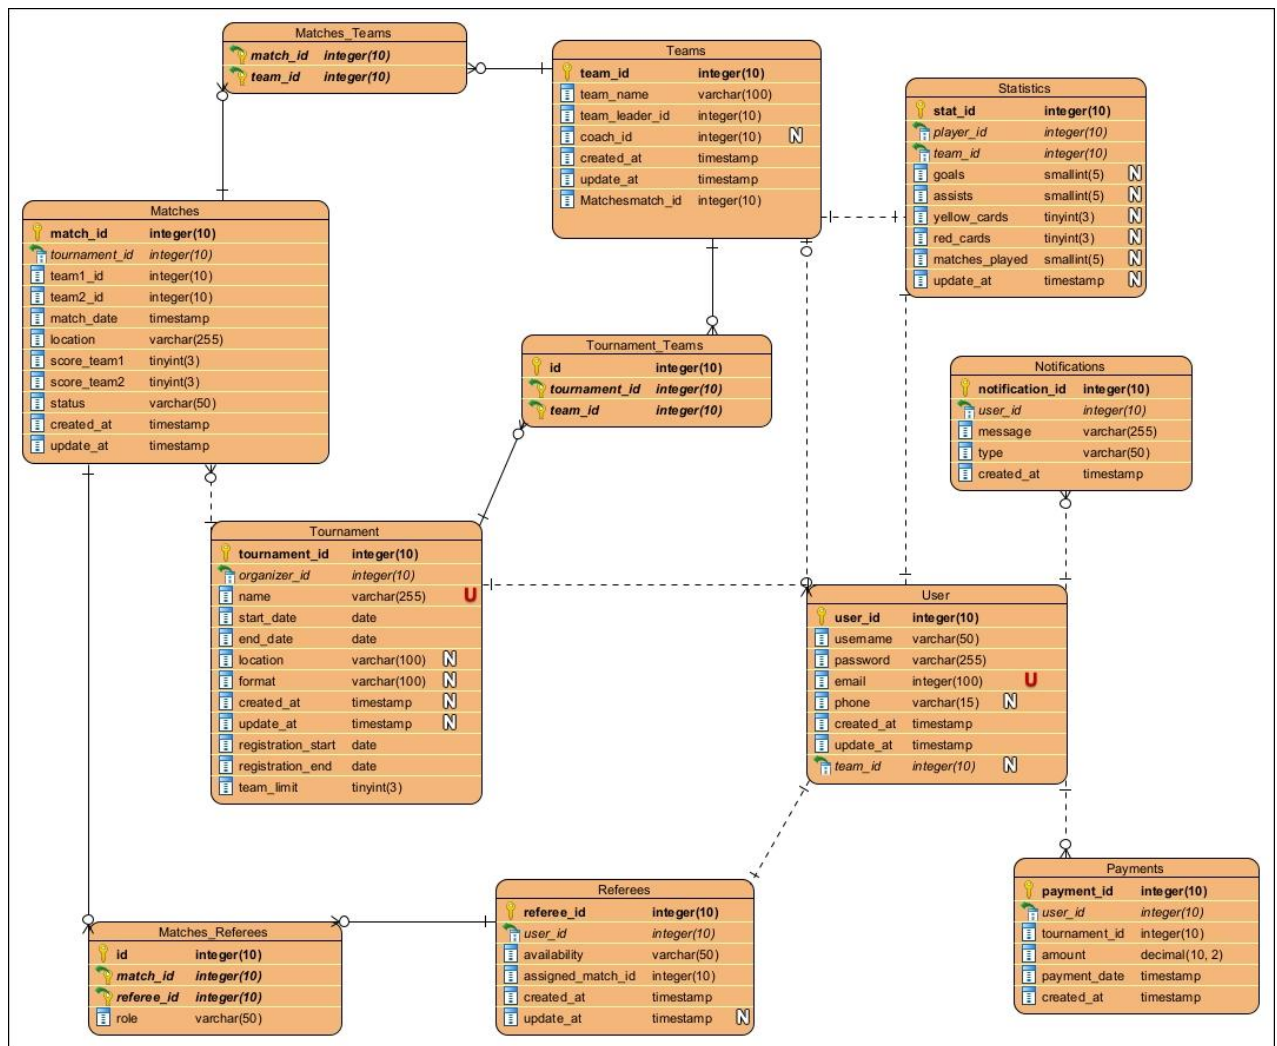 Matches_Teams
match_id integer(10)
team_id integer(10)
Teams
team_id integer(10)
team_name varchar(100)
team_leader_id integer(10)
coach_id integer(10) N
created_at timestamp
update_at timestamp
Matchesmatch_id integer(10)
Statistics
stat_id integer(10)
player_id integer(10)
team_id integer(10)
goals smallint(5) N
assists smallint(5) N
yellow_cards tinyint(3) N
red_cards tinyint(3) N
matches_played smallint(5) N
update_at timestamp N
Matches
match_id integer(10)
tournament_id integer(10)
team1_id integer(10)
team2_id integer(10)
match_date timestamp
location varchar(255)
score_team1 tinyint(3)
score_team2 tinyint(3)
status varchar(50)
created_at timestamp
update_at timestamp
Tournament_Teams
id integer(10)
tournament_id integer(10)
team_id integer(10)
Notifications
notification_id integer(10)
user_id integer(10)
message varchar(255)
type varchar(50)
created_at timestamp
Tournament
tournament_id integer(10)
organizer_id integer(10)
name varchar(255) U
start_date date
end_date date
location varchar(100) N
format varchar(100) N
created_at timestamp N
update_at timestamp N
registration_start date
registration_end date
team_limit tinyint(3)
User
user_id integer(10)
username varchar(50)
password varchar(255)
email integer(100) U
phone varchar(15) N
created_at timestamp
update_at timestamp
team_id integer(10) N
Referees
referee_id integer(10)
user_id integer(10)
availability varchar(50)
assigned_match_id integer(10)
created_at timestamp
update_at timestamp N
Payments
payment_id integer(10)
user_id integer(10)
tournament_id integer(10)
amount decimal(10, 2)
payment_date timestamp
created_at timestamp
Matches_Referees
id integer(10)
match_id integer(10)
referee_id integer(10)
role varchar(50)